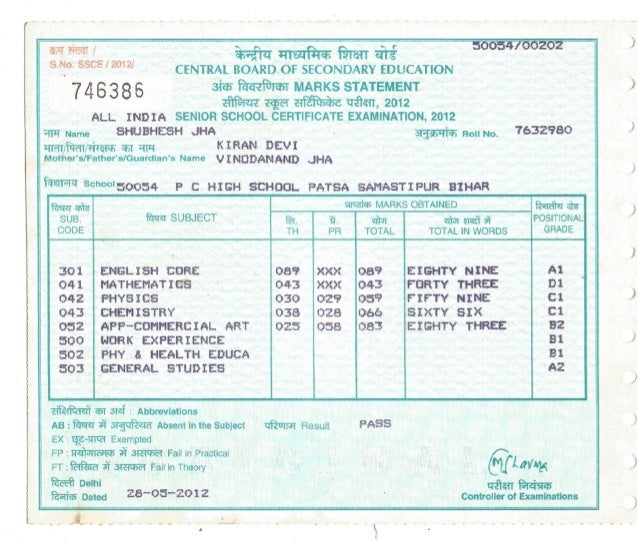 क्रम संख्या /
S.No. SSCE / 2012/
746386
50054/00202
केन्द्रीय माध्यमिक शिक्षा बोर्ड
CENTRAL BOARD OF SECONDARY EDUCATION
अंक विवरणिका MARKS STATEMENT
सीनियर स्कूल सर्टिफिकेट परीक्षा, 2012
ALL INDIA SENIOR SCHOOL CERTIFICATE EXAMINATION, 2012
नाम Name SHUBHESH JHA अनुक्रमांक Roll No. 7632980
माता/पिता/संरक्षक का नाम KIRAN DEVI
Mother's/Father's/Guardian's Name VINODANAND JHA
विद्यालय School 50054 P C HIGH SCHOOL PATSA SAMASTIPUR BIHAR
विषय कोड SUB. CODE विषय SUBJECT प्राप्तांक MARKS OBTAINED स्थितीय ग्रेड POSITIONAL GRADE
लि. TH प्रै. PR योग TOTAL योग शब्दों में TOTAL IN WORDS
301 ENGLISH CORE 089 XXX 089 EIGHTY NINE A1
041 MATHEMATICS 043 XXX 043 FORTY THREE D1
042 PHYSICS 030 029 059 FIFTY NINE C1
043 CHEMISTRY 038 028 066 SIXTY SIX C1
052 APP-COMMERCIAL ART 025 058 083 EIGHTY THREE B2
500 WORK EXPERIENCE B1
502 PHY & HEALTH EDUCA B1
503 GENERAL STUDIES A2
संक्षिप्तियों का अर्थ : Abbreviations
AB : विषय में अनुपस्थित Absent in the Subject परिणाम Result PASS
EX : छूट-प्राप्त Exempted
FP : प्रयोगात्मक में असफल Fail in Practical
FT : लिखित में असफल Fail in Theory
दिल्ली Delhi
दिनांक Dated 28-05-2012
परीक्षा नियंत्रक
Controller of Examinations